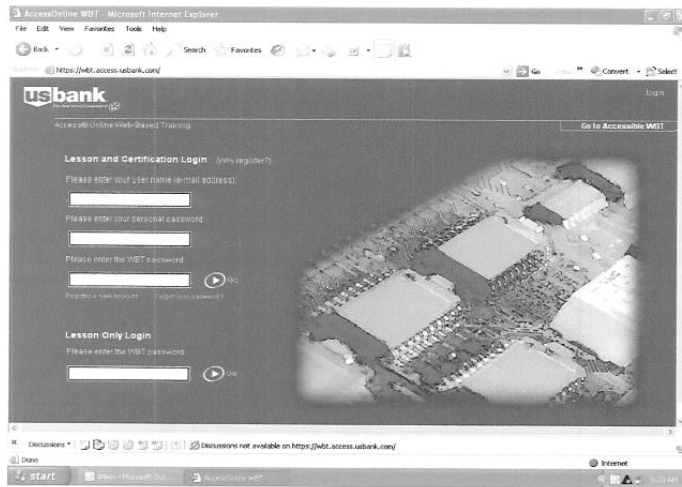 AccessOnline WBT - Microsoft Internet Explorer
File Edit View Favorites Tools Help
Back Search Favorites
https://wbt.access.usbank.com/ Go Convert Select
usbank
login
Access® Online Web-Based Training Go to Accessible WBT
Lesson and Certification Login (Why register?)
Please enter your user name (e-mail address):
Please enter your personal password:
Please enter the WBT password:
Go
Register a new account Forgot your password?
Lesson Only Login
Please enter the WBT password:
Go
Discussions Discussions not available on https://wbt.access.usbank.com/
Done Internet
start Inbox - Microsoft Out... AccessOnline WBT -